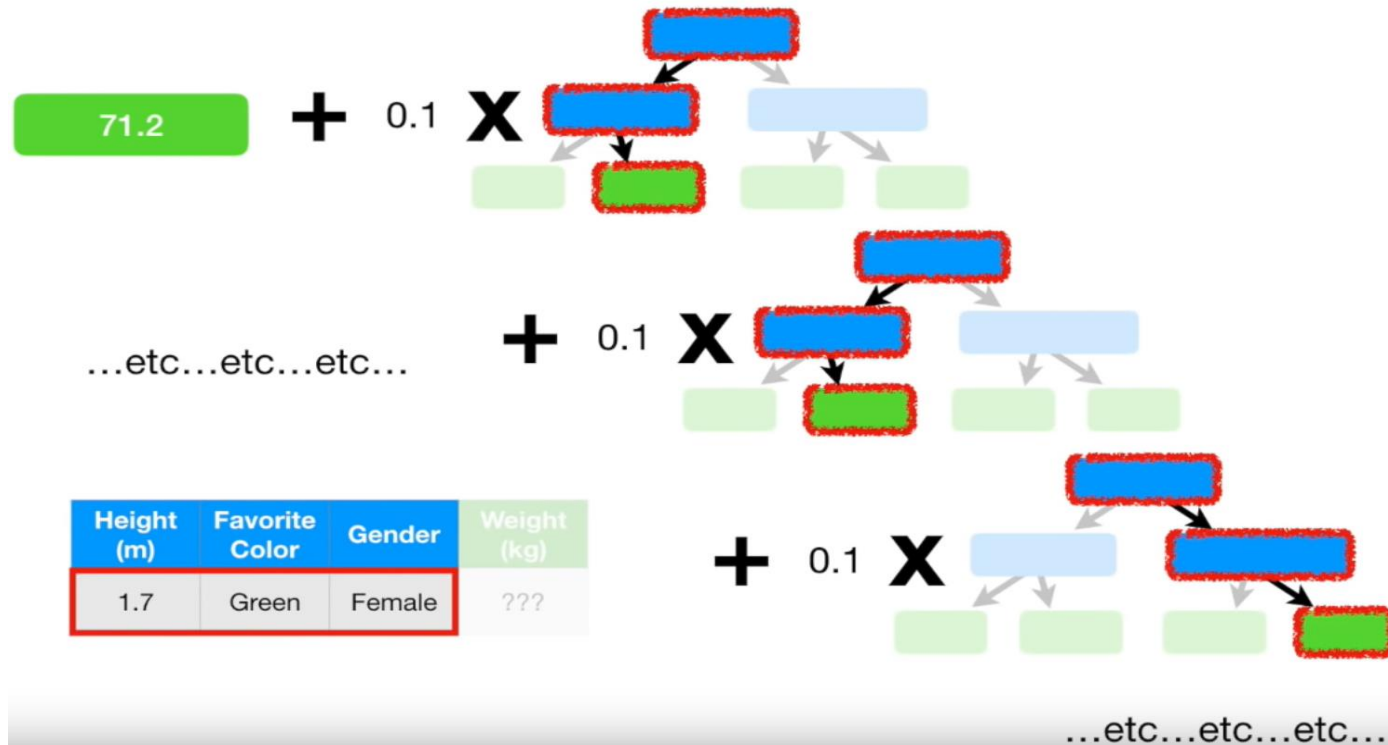 71.2
+ 0.1 X
...etc...etc...etc...
+ 0.1 X
Height (m) Favorite Color Gender Weight (kg)
1.7 Green Female ???
+ 0.1 X
...etc...etc...etc...